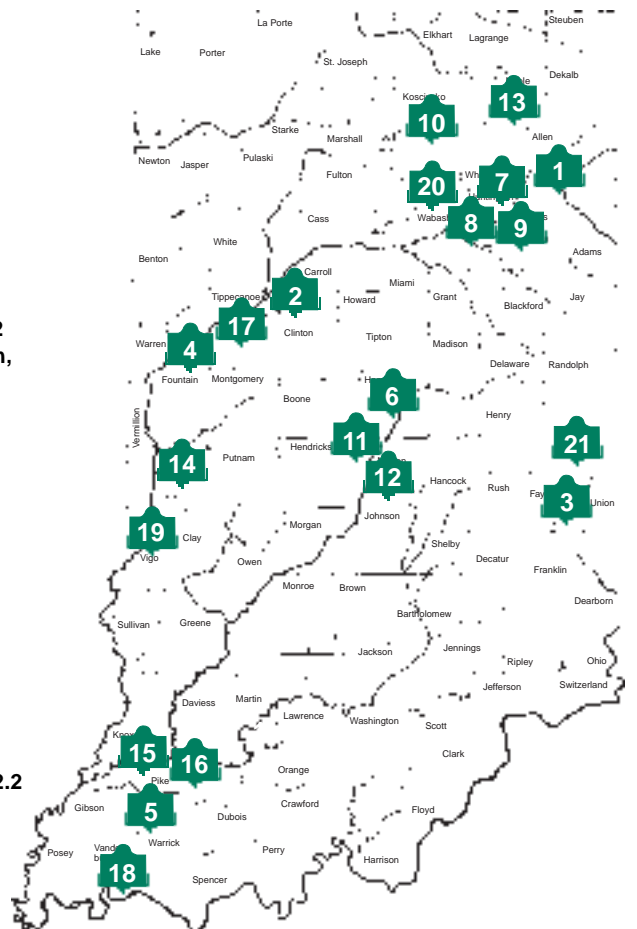 Steuben
La Porte
Elkhart
Lagrange
Lake
Porter
St. Joseph
Dekalb
13
10
Starke
Marshall
Allen
Newton
Jasper
Pulaski
Fulton
20
7
1
8
9
Cass
White
Adams
Benton
Carroll
Miami
Grant
Jay
2
Howard
Blackford
Tippecanoe
17
Clinton
Tipton
Madison
2
Warren
4
n,
Delaware
Randolph
Fountain
Montgomery
6
Boone
Henry
Vermillion
11
21
Hendricks
Putnam
14
12
Hancock
Rush
3
Union
19
Johnson
Morgan
Clay
Shelby
Vigo
Owen
Decatur
Franklin
Monroe
Brown
Dearborn
Bartholomew
Sullivan
Greene
Jennings
Jackson
Ripley
Ohio
Jefferson
Switzerland
Daviess
Martin
Lawrence
Washington
Scott
15
16
Clark
Orange
2.2
Pike
Gibson
5
Dubois
Crawford
Floyd
Posey
Warrick
Perry
Harrison
18
Spencer